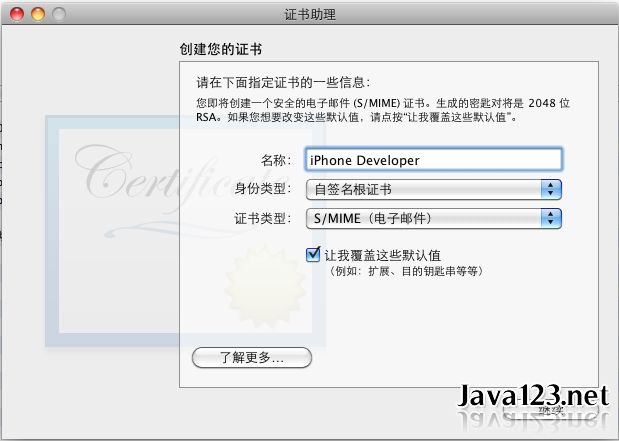 证书助理
创建您的证书
请在下面指定证书的一些信息：
您即将创建一个安全的电子邮件 (S/MIME) 证书。生成的密匙对将是 2048 位
RSA。如果您想要改变这些默认值，请点按“让我覆盖这些默认值”。
名称： iPhone Developer
身份类型： 自签名根证书
证书类型： S/MIME（电子邮件）
让我覆盖这些默认值
（例如：扩展、目的钥匙串等等）
Certificate
了解更多...
Java123.net